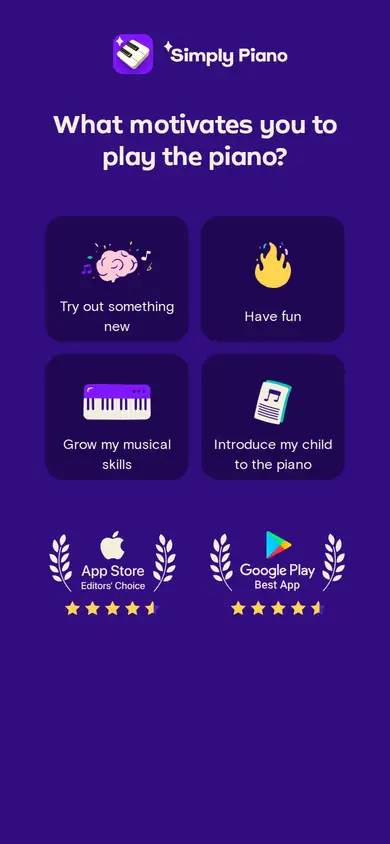 Simply Piano
What motivates you to
play the piano?
Try out something
new
Have fun
Grow my musical
skills
Introduce my child
to the piano
App Store
Editors' Choice
Google Play
Best App